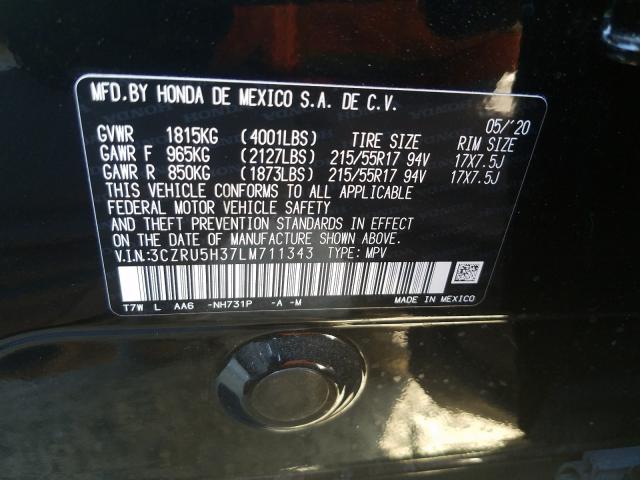 MFD.BY HONDA DE MEXICO S.A. DE C.V.
05/'20
GVWR 1815KG (4001LBS) TIRE SIZE RIM SIZE
GAWR F 965KG (2127LBS) 215/55R17 94V 17X7.5J
GAWR R 850KG (1873LBS) 215/55R17 94V 17X7.5J
THIS VEHICLE CONFORMS TO ALL APPLICABLE
FEDERAL MOTOR VEHICLE SAFETY
AND THEFT PREVENTION STANDARDS IN EFFECT
ON THE DATE OF MANUFACTURE SHOWN ABOVE.
V.I.N:3CZRU5H37LM711343 TYPE: MPV
T7W L AA6 -NH731P -A -M MADE IN MEXICO